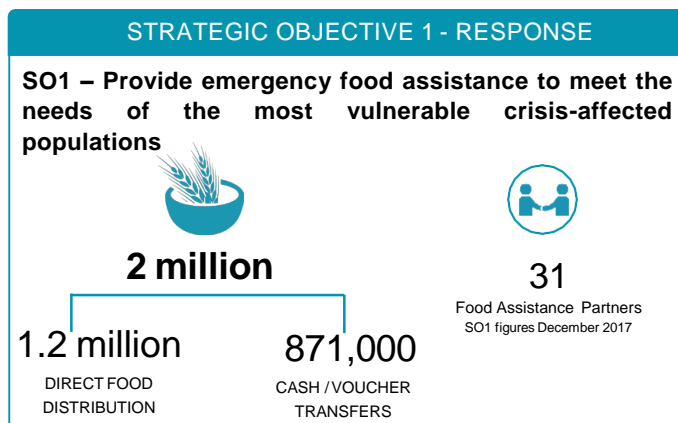 STRATEGIC OBJECTIVE 1 - RESPONSE
SO1 – Provide emergency food assistance to meet the
needs of the most vulnerable crisis-affected
populations
2 million
31
Food Assistance Partners
SO1 figures December 2017
1.2 million
871,000
DIRECT FOOD
DISTRIBUTION
CASH / VOUCHER
TRANSFERS